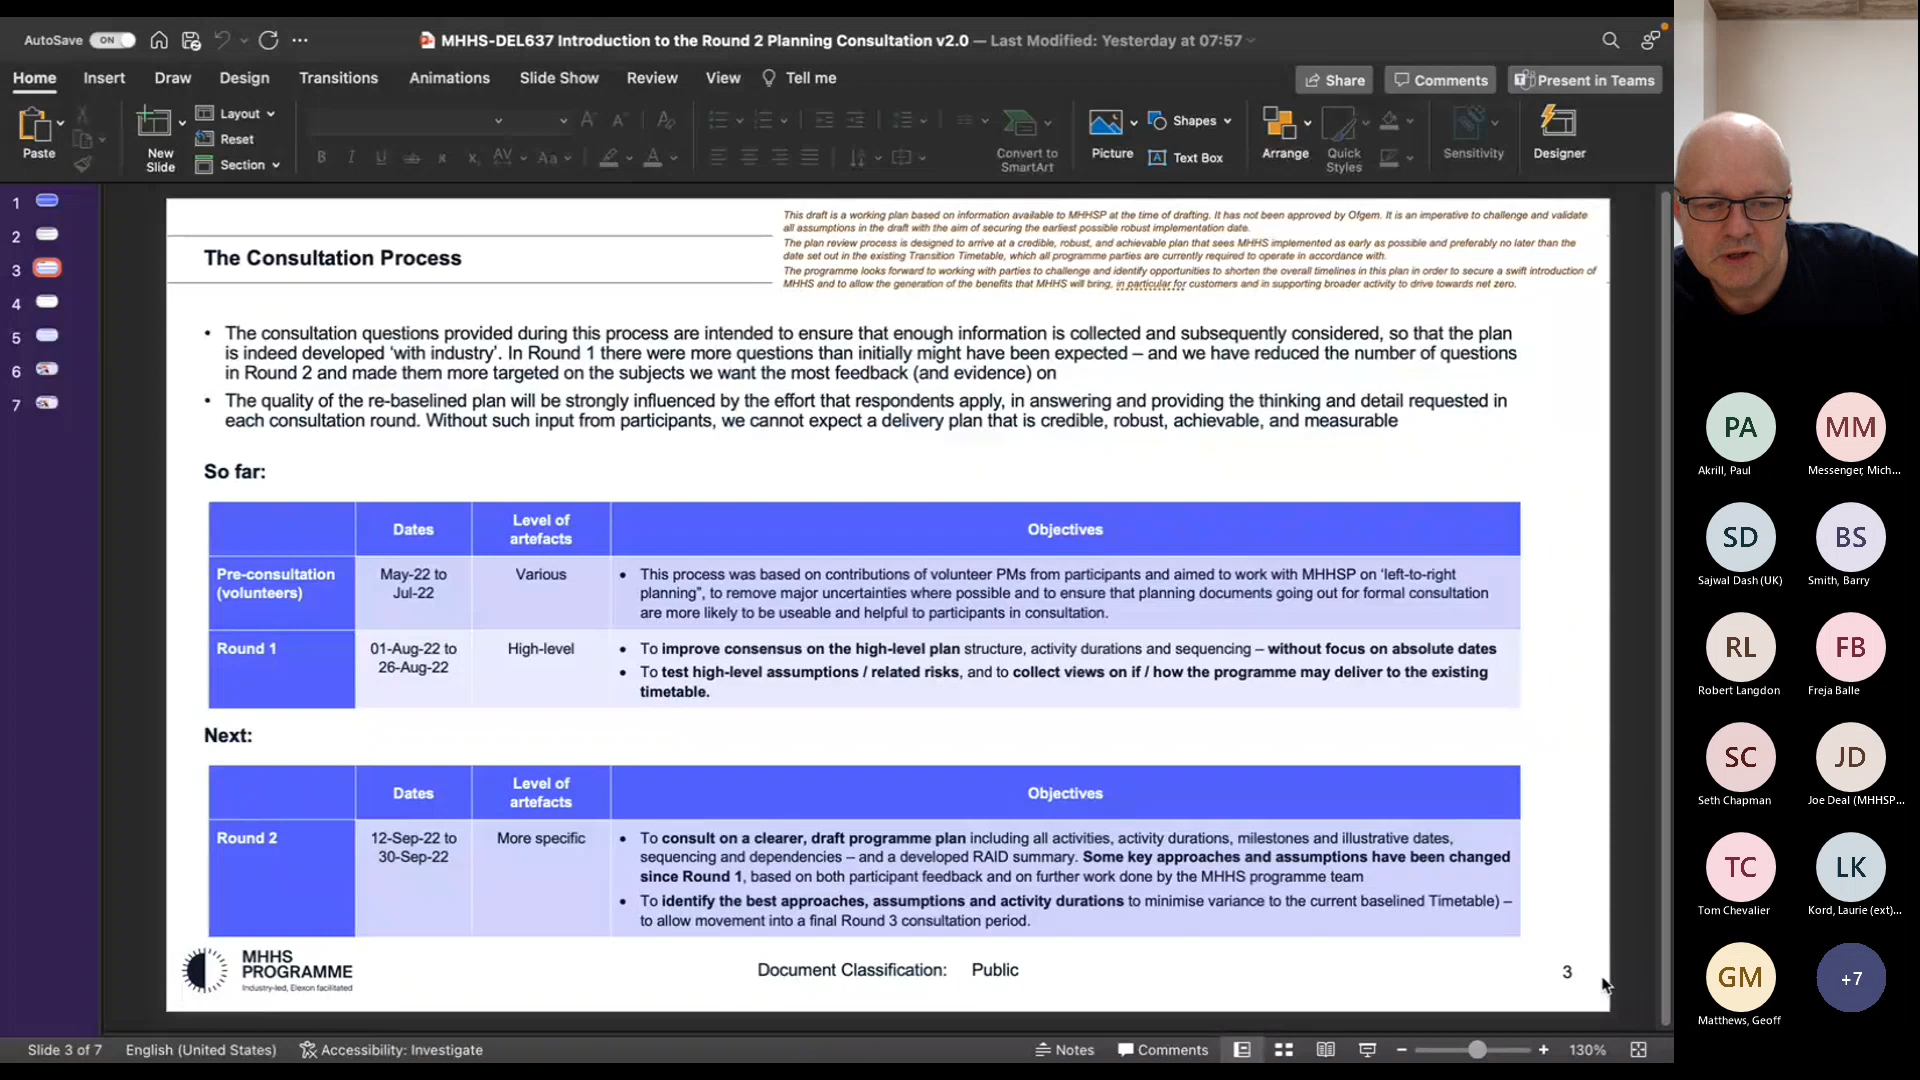 AutoSave ON
MHHS-DEL637 Introduction to the Round 2 Planning Consultation v2.0 — Last Modified: Yesterday at 07:57
Home Insert Draw Design Transitions Animations Slide Show Review View Tell me
Share Comments Present in Teams
Paste
New
Slide
Layout
Reset
Section
Convert to
SmartArt
Picture
Shapes
Text Box
Arrange
Quick
Styles
Sensitivity
Designer
1
2
3
4
5
6
7
The Consultation Process
This draft is a working plan based on information available to MHHSP at the time of drafting. It has not been approved by Ofgem. It is an imperative to challenge and validate
all assumptions in the draft with the aim of securing the earliest possible robust implementation date.
The plan review process is designed to arrive at a credible, robust, and achievable plan that sees MHHS implemented as early as possible and preferably no later than the
date set out in the existing Transition Timetable, which all programme parties are currently required to operate in accordance with.
The programme looks forward to working with parties to challenge and identify opportunities to shorten the overall timelines in this plan in order to secure a swift introduction of
MHHS and to allow the generation of the benefits that MHHS will bring, in particular for customers and in supporting broader activity to drive towards net zero.
• The consultation questions provided during this process are intended to ensure that enough information is collected and subsequently considered, so that the plan
is indeed developed ‘with industry’. In Round 1 there were more questions than initially might have been expected – and we have reduced the number of questions
in Round 2 and made them more targeted on the subjects we want the most feedback (and evidence) on
• The quality of the re-baselined plan will be strongly influenced by the effort that respondents apply, in answering and providing the thinking and detail requested in
each consultation round. Without such input from participants, we cannot expect a delivery plan that is credible, robust, achievable, and measurable
So far:
Dates
Level of
artefacts
Objectives
Pre-consultation
(volunteers)
May-22 to
Jul-22
Various
• This process was based on contributions of volunteer PMs from participants and aimed to work with MHHSP on ‘left-to-right
planning”, to remove major uncertainties where possible and to ensure that planning documents going out for formal consultation
are more likely to be useable and helpful to participants in consultation.
Round 1
01-Aug-22 to
26-Aug-22
High-level
• To improve consensus on the high-level plan structure, activity durations and sequencing – without focus on absolute dates
• To test high-level assumptions / related risks, and to collect views on if / how the programme may deliver to the existing
timetable.
Next:
Dates
Level of
artefacts
Objectives
Round 2
12-Sep-22 to
30-Sep-22
More specific
• To consult on a clearer, draft programme plan including all activities, activity durations, milestones and illustrative dates,
sequencing and dependencies – and a developed RAID summary. Some key approaches and assumptions have been changed
since Round 1, based on both participant feedback and on further work done by the MHHS programme team
• To identify the best approaches, assumptions and activity durations to minimise variance to the current baselined Timetable) –
to allow movement into a final Round 3 consultation period.
MHHS
PROGRAMME
Industry-led, Elexon facilitated
Document Classification: Public
3
Slide 3 of 7 English (United States) Accessibility: Investigate
Notes Comments 130%
PA
Akrill, Paul
MM
Messenger, Mich...
SD
Sajwal Dash (UK)
BS
Smith, Barry
RL
Robert Langdon
FB
Freja Balle
SC
Seth Chapman
JD
Joe Deal (MHHSP...
TC
Tom Chevalier
LK
Kord, Laurie (ext)...
GM
Matthews, Geoff
+7